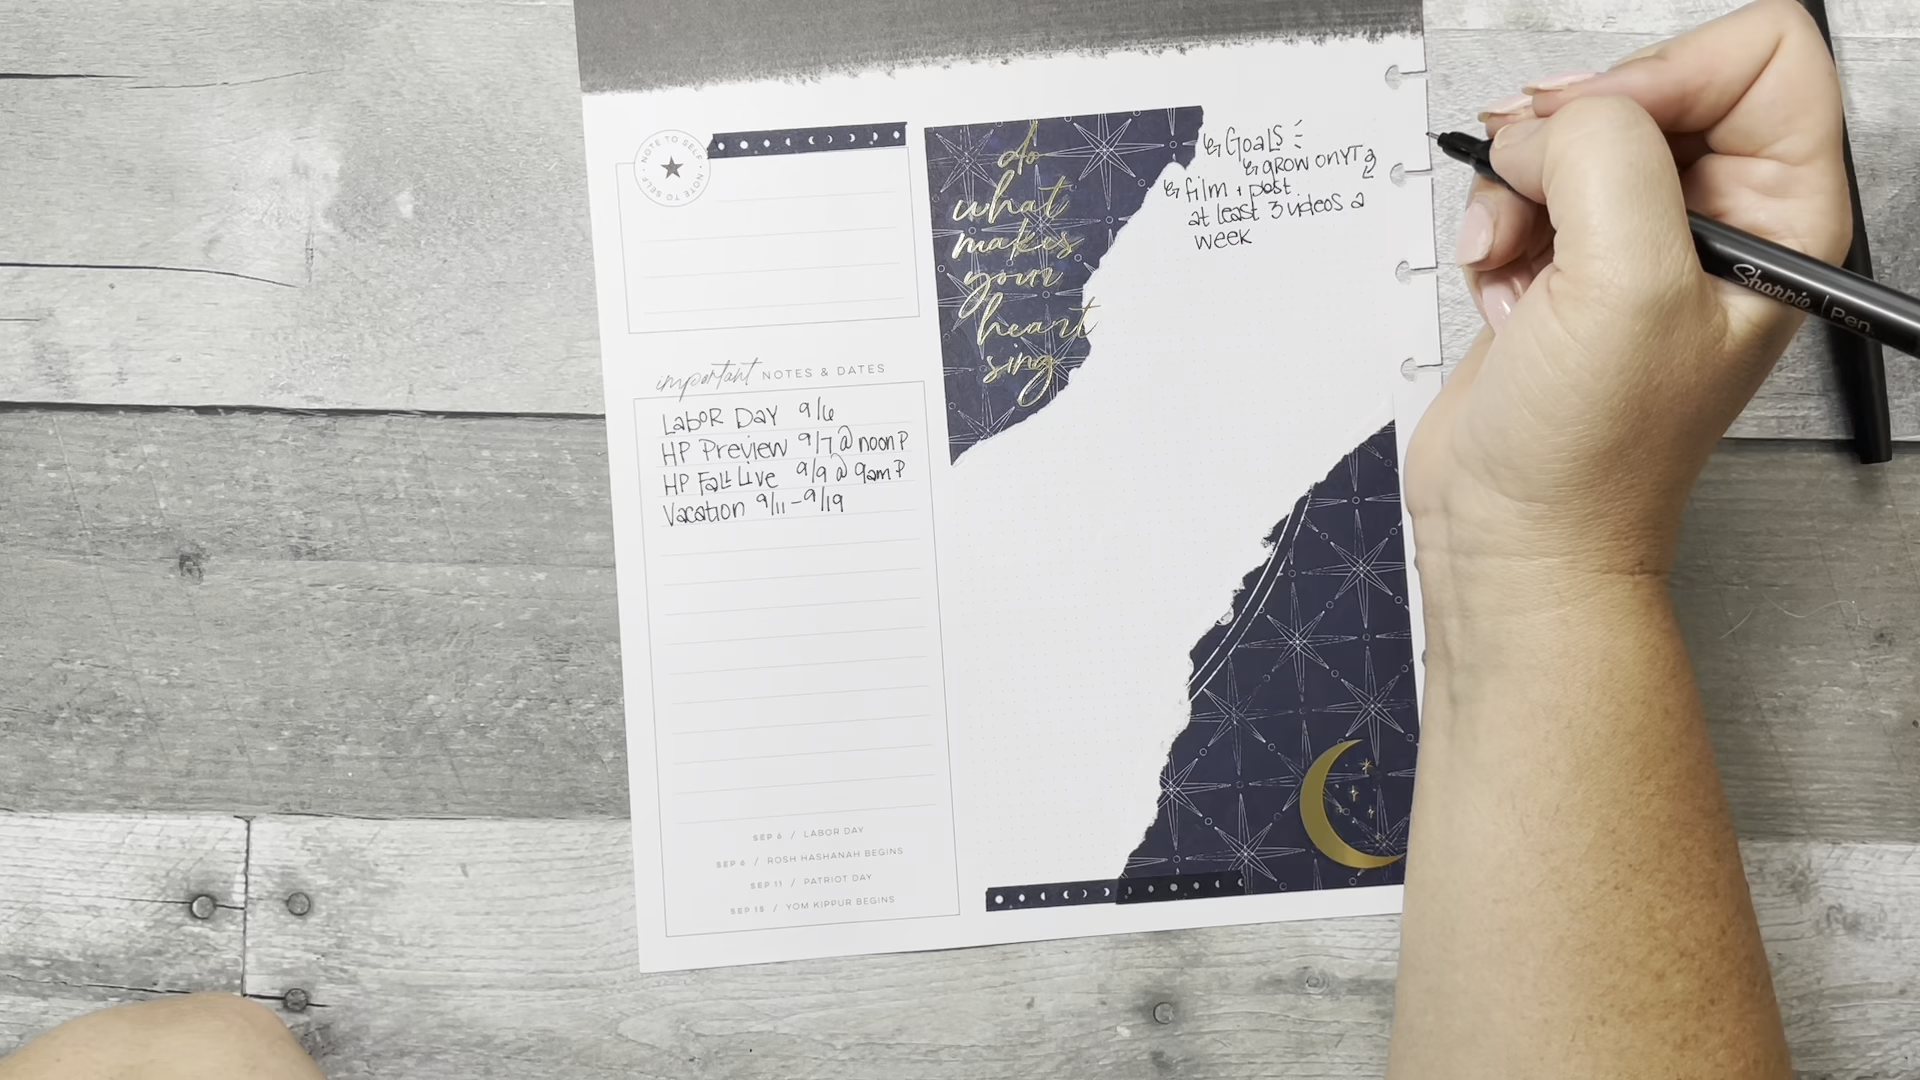 NOTE TO SELF • NOTE TO SELF •
important NOTES & DATES
LABOR DAY 9/6
HP Preview 9/7 @ noon P
HP Fall Live 9/9 @ 9am P
Vacation 9/11 - 9/19
SEP 6 / LABOR DAY
SEP 6 / ROSH HASHANAH BEGINS
SEP 11 / PATRIOT DAY
SEP 15 / YOM KIPPUR BEGINS
do
what
makes
your
heart
sing
Goals
grow on YT
film + post
at least 3 videos a
week
Sharpie | Pen.